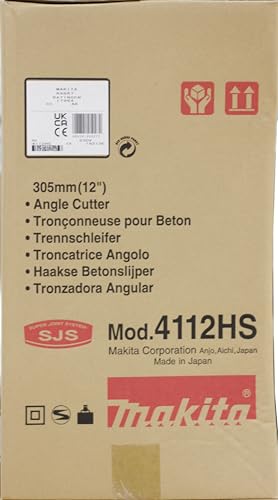 UK
CA
CE
305mm(12")
• Angle Cutter
• Tronçonneuse pour Beton
• Trennschleifer
• Troncatrice Angolo
• Haakse Betonslijper
• Tronzadora Angular
SUPER JOINT SYSTEM
SJS
Mod.4112HS
Makita Corporation Anjo,Aichi,Japan
Made in Japan
Makita